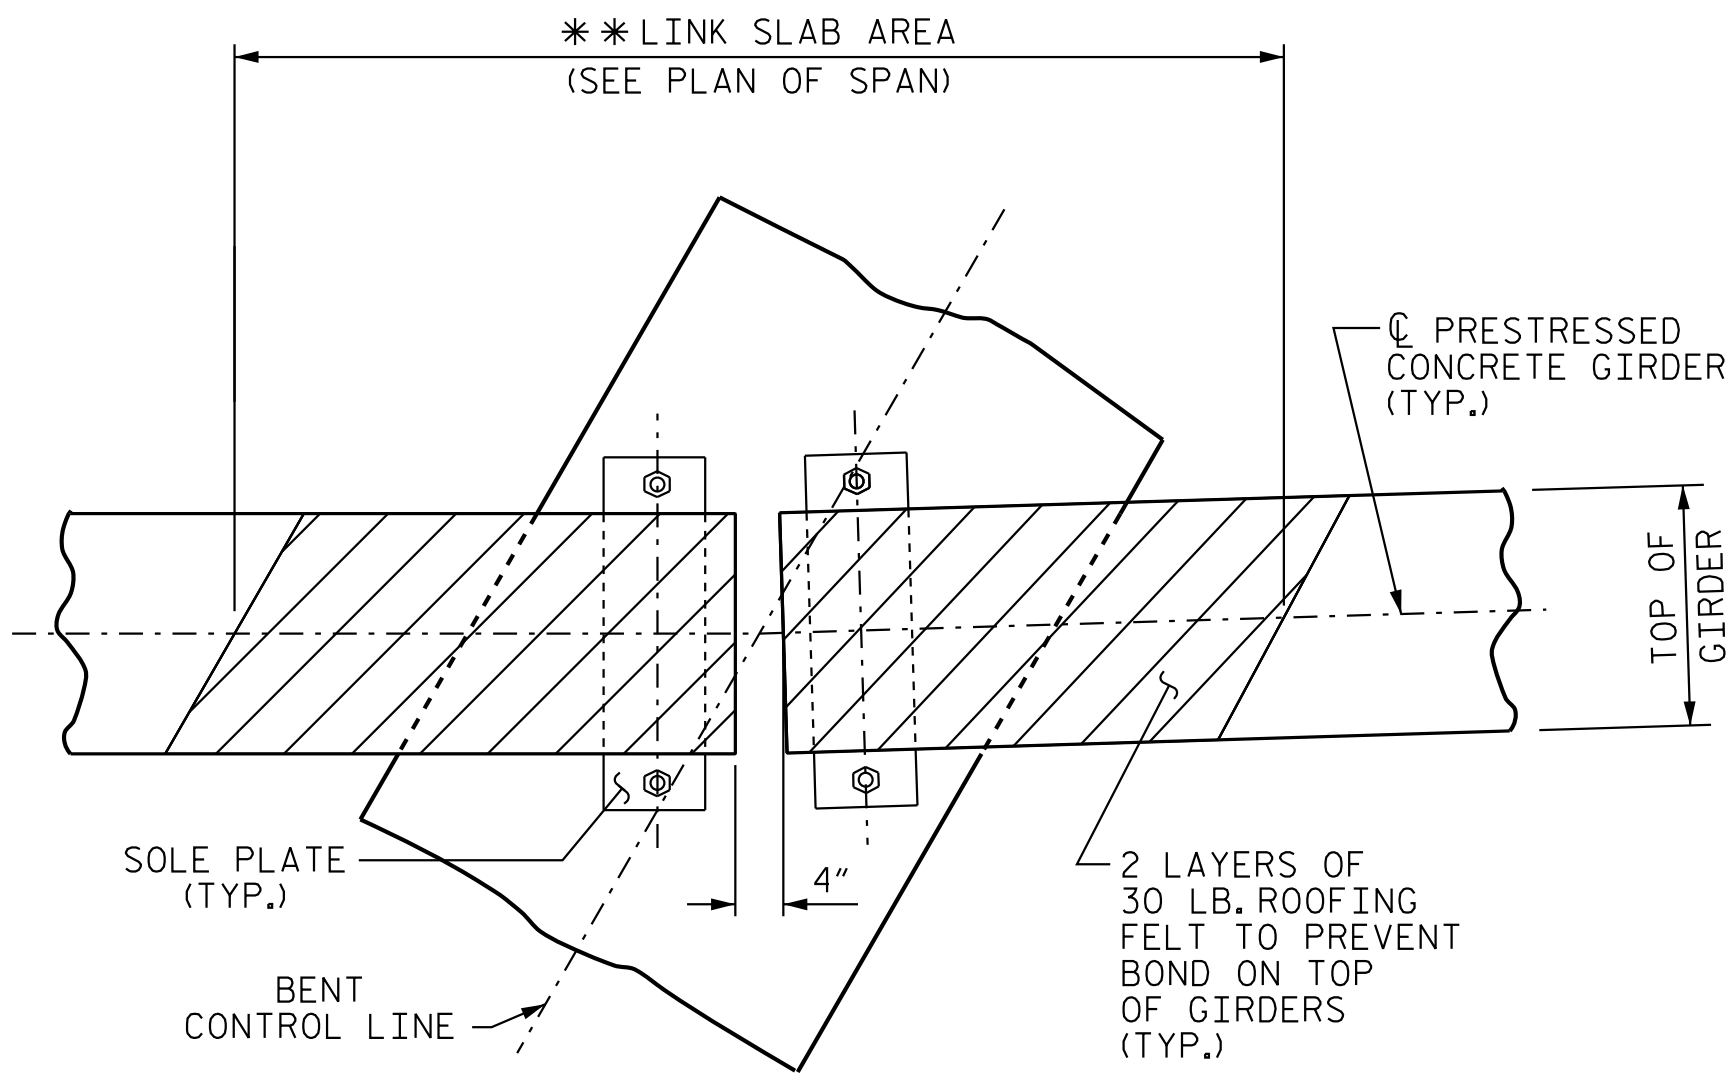 ** LINK SLAB AREA
(SEE PLAN OF SPAN)
℄ PRESTRESSED
CONCRETE GIRDER
(TYP.)
TOP OF
GIRDER
SOLE PLATE
(TYP.)
4"
2 LAYERS OF
30 LB. ROOFING
FELT TO PREVENT
BOND ON TOP
OF GIRDERS
(TYP.)
BENT
CONTROL LINE